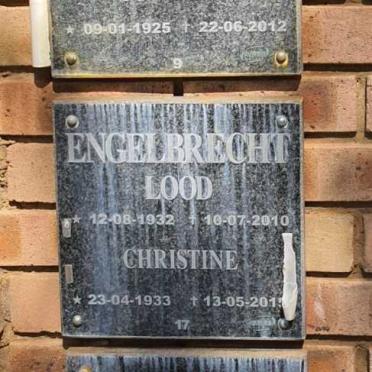 ★ 09-01-1925 † 22-06-2012
9
ENGELBRECHT
LOOD
★ 12-08-1932 † 10-07-2010
CHRISTINE
★ 23-04-1933 † 13-05-2015
17